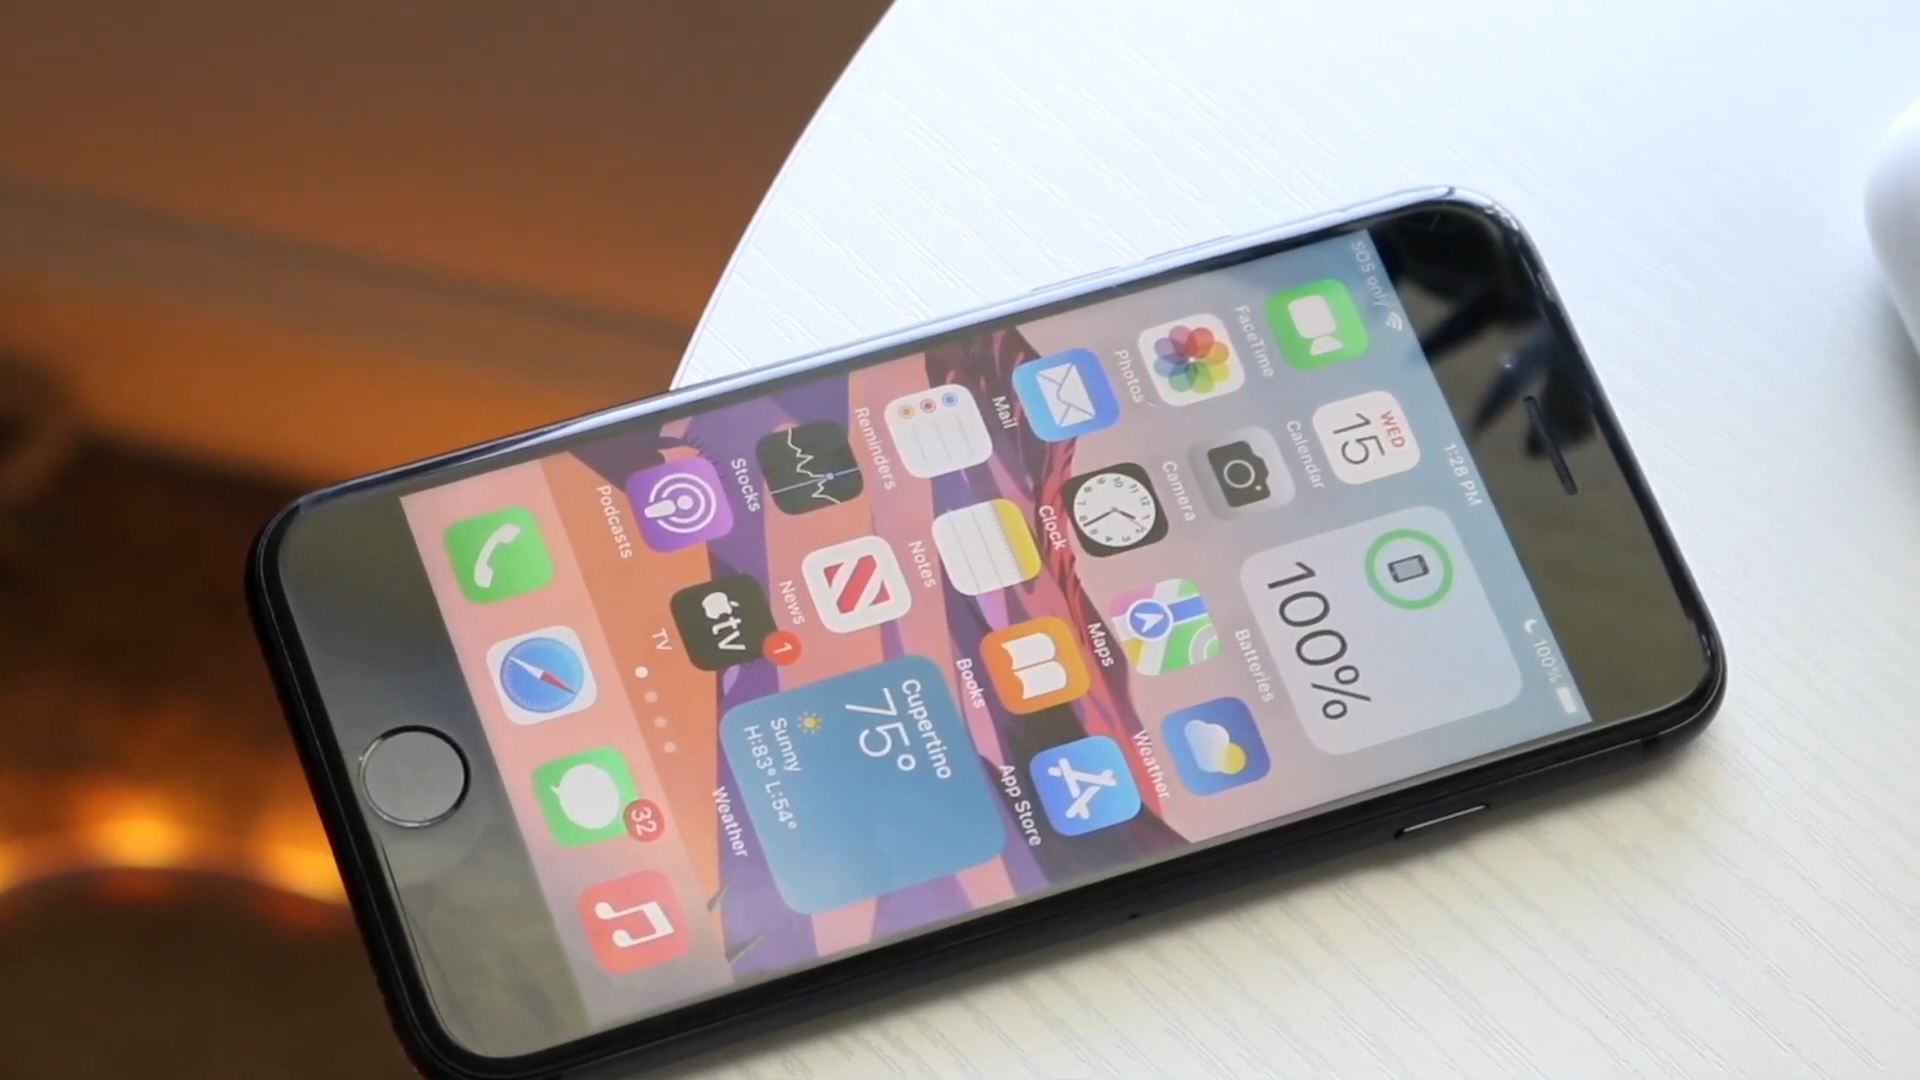 SOS only
1:28 PM
100%
FaceTime
WED
15
Calendar
100%
Batteries
Photos
Camera
Mail
Clock
Maps
Weather
Reminders
Notes
Books
App Store
Stocks
News
Cupertino
75°
Sunny
H:83° L:54°
Weather
Podcasts
tv
1
TV
32